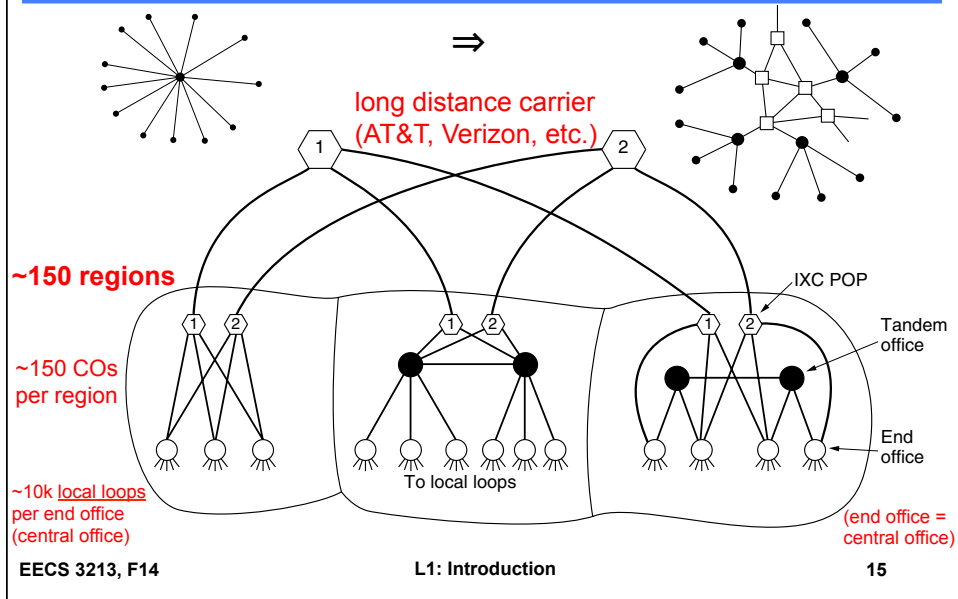 ⇒
long distance carrier
(AT&T, Verizon, etc.)
1
2
~150 regions
IXC POP
1
2
1
2
1
2
Tandem
office
~150 COs
per region
End
office
To local loops
~10k local loops
per end office
(central office)
(end office =
central office)
EECS 3213, F14
L1: Introduction
15